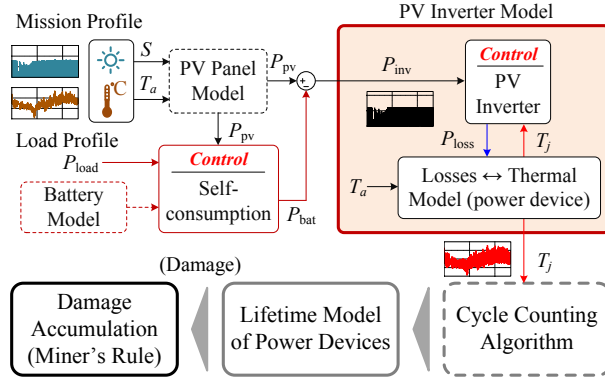 Mission Profile
PV Inverter Model
S
T_a
°C
PV Panel
Model
P_pv
+
−
P_inv
Control
PV
Inverter
P_pv
Load Profile
P_load
Control
Self-
consumption
Battery
Model
P_bat
P_loss
T_j
T_a
Losses ↔ Thermal
Model (power device)
T_j
(Damage)
Damage
Accumulation
(Miner's Rule)
Lifetime Model
of Power Devices
Cycle Counting
Algorithm